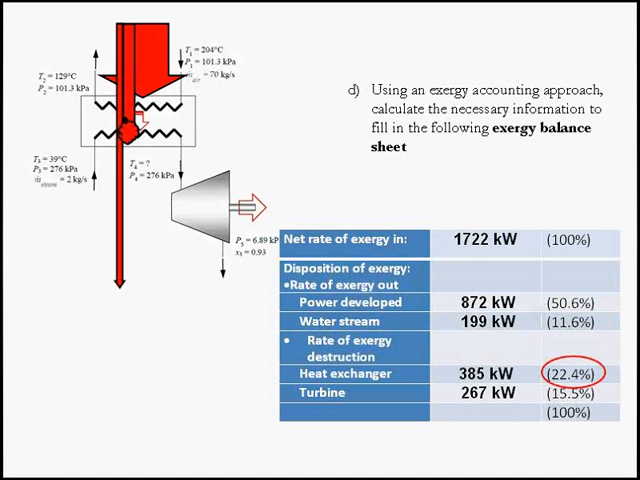 T₁ = 204°C
P₁ = 101.3 kPa
ṁ air = 70 kg/s
T₂ = 129°C
P₂ = 101.3 kPa
T₃ = 39°C
P₃ = 276 kPa
ṁ steam = 2 kg/s
T₄ = ?
P₄ = 276 kPa
P₅ = 6.89 kP
x₅ = 0.93
d) Using an exergy accounting approach,
calculate the necessary information to
fill in the following exergy balance
sheet
Net rate of exergy in: 1722 kW (100%)
Disposition of exergy:
•Rate of exergy out
Power developed 872 kW (50.6%)
Water stream 199 kW (11.6%)
• Rate of exergy
destruction
Heat exchanger 385 kW (22.4%)
Turbine 267 kW (15.5%)
(100%)